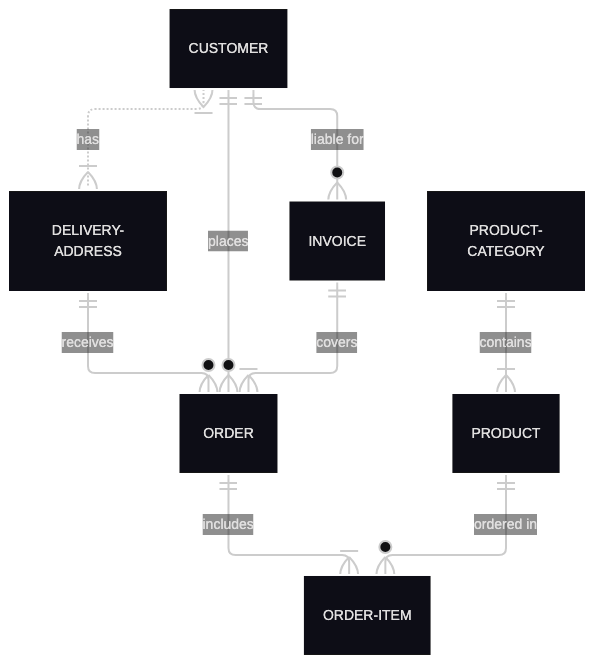 CUSTOMER
has
liable for
DELIVERY-
ADDRESS
places
INVOICE
PRODUCT-
CATEGORY
receives
covers
contains
ORDER
PRODUCT
includes
ordered in
ORDER-ITEM